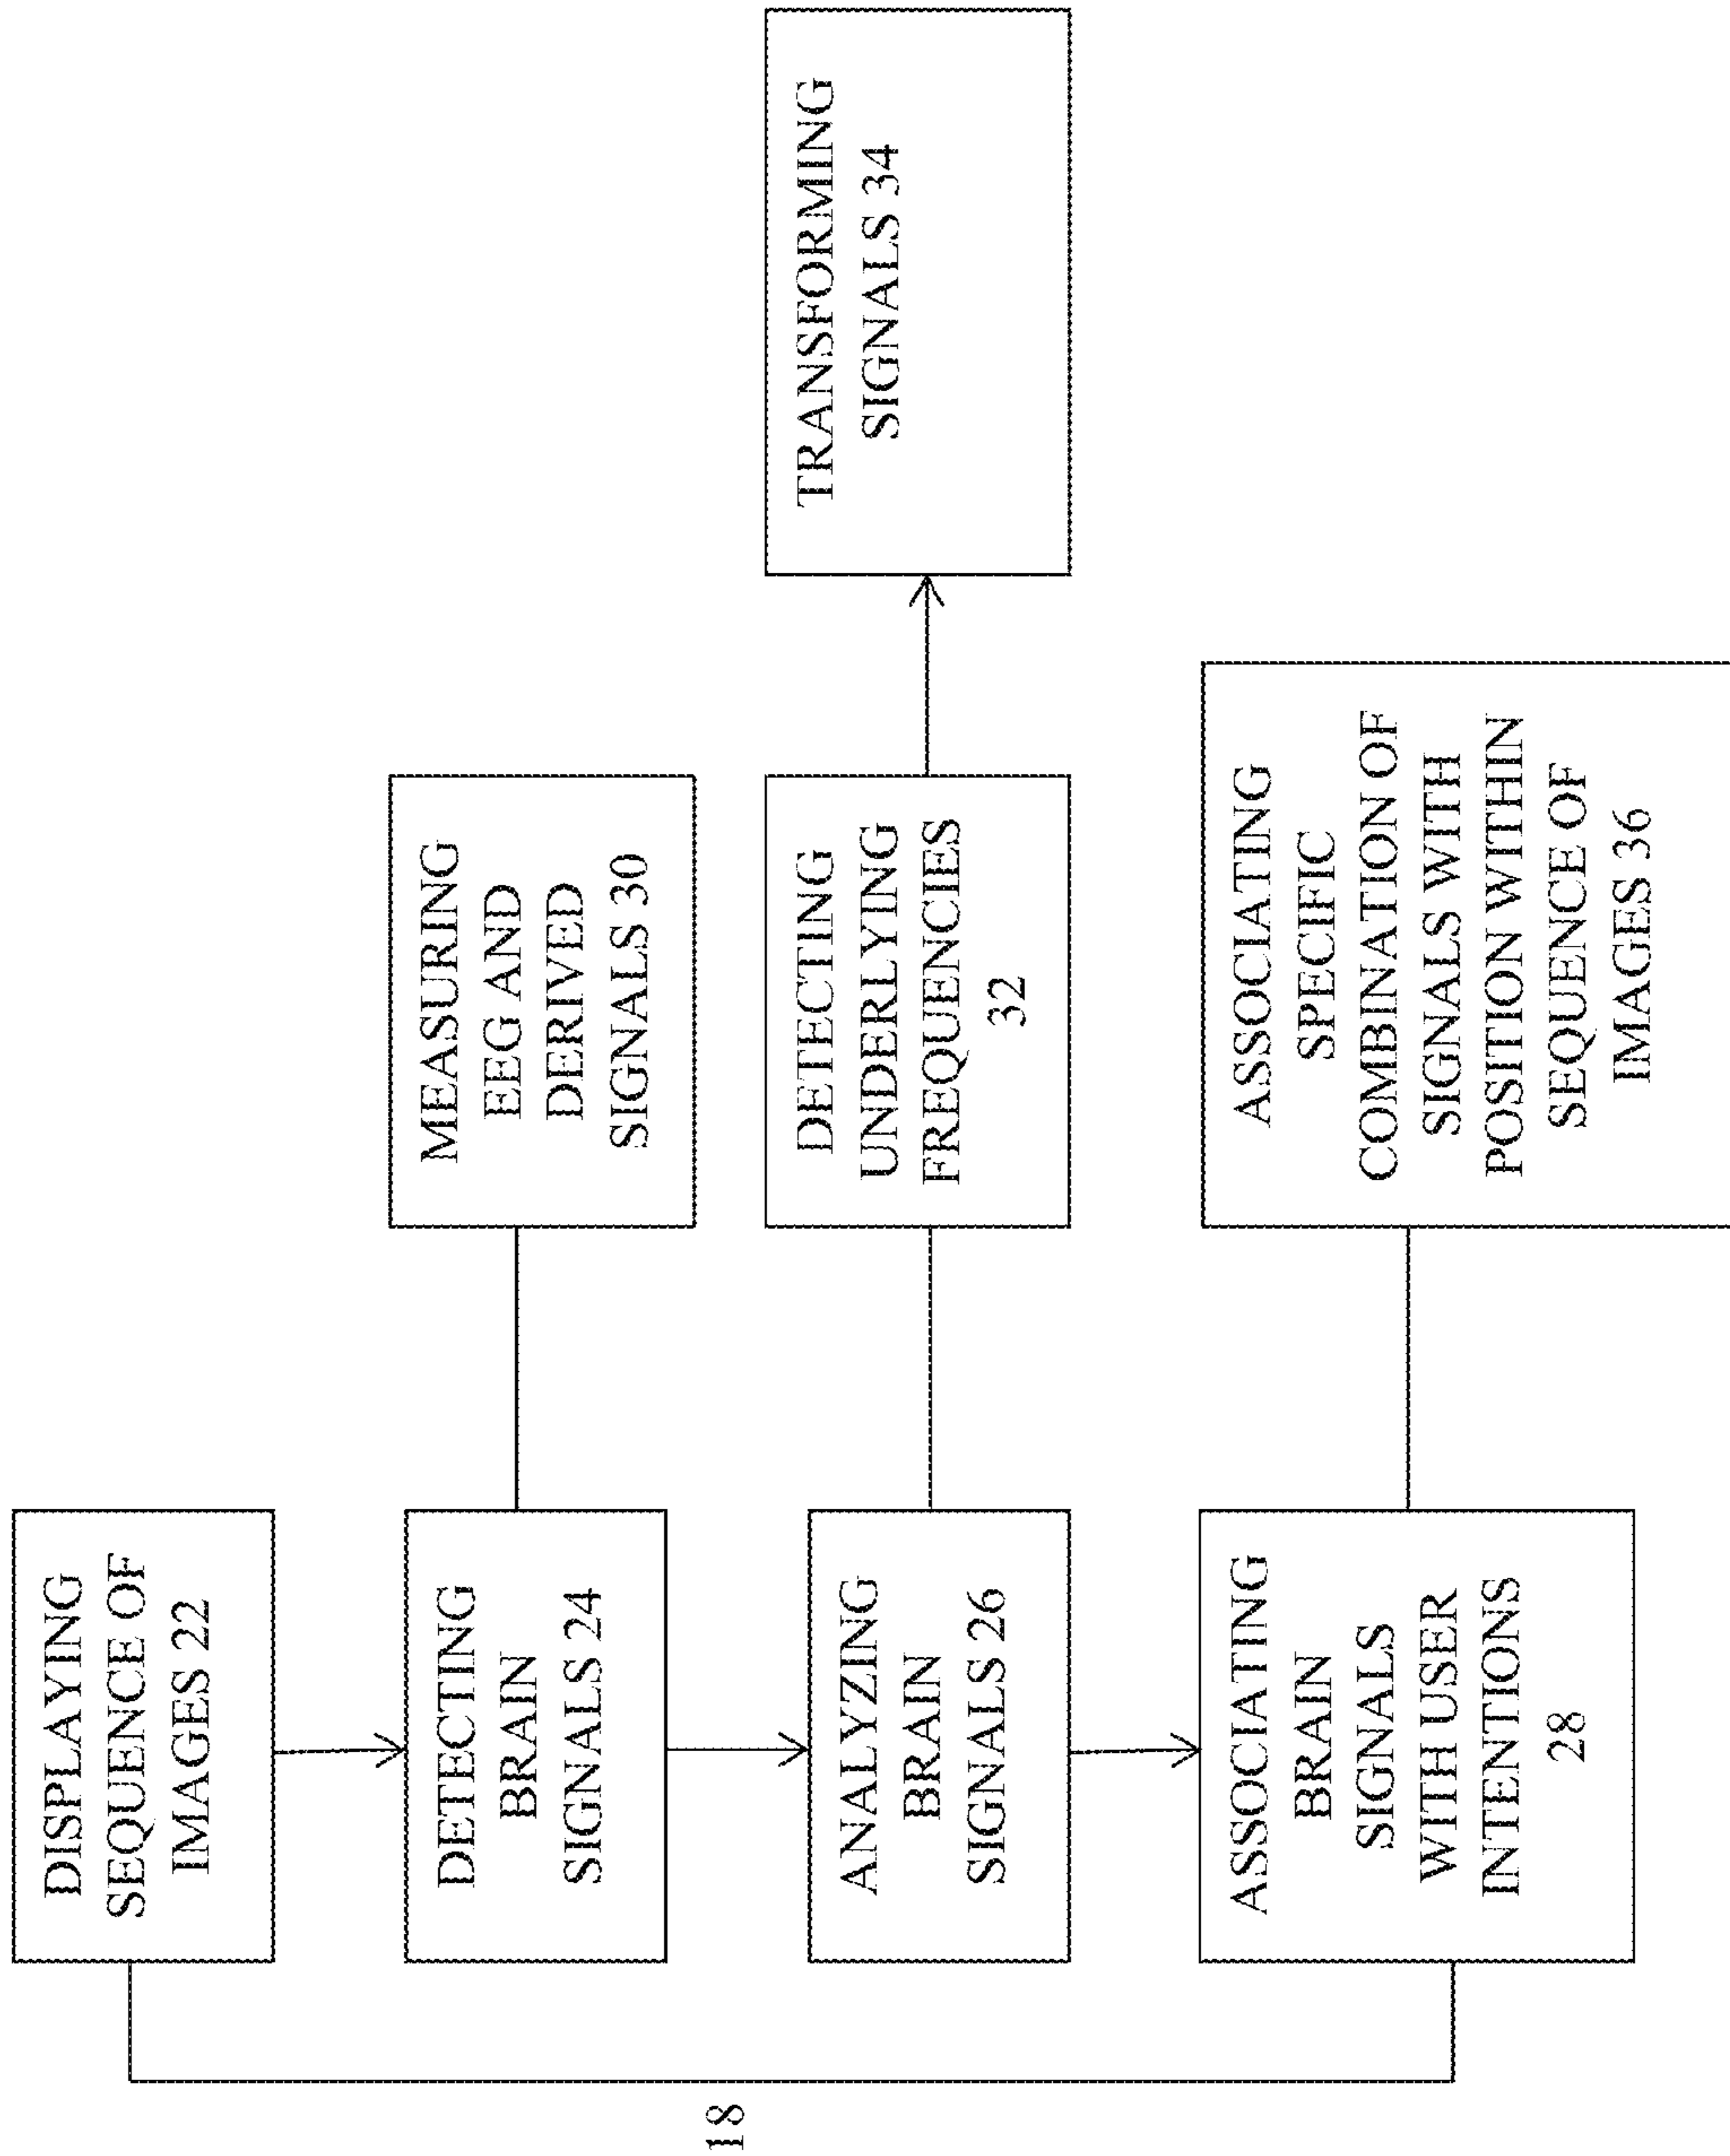 DISPLAYING
SEQUENCE OF
IMAGES 22
DETECTING
BRAIN
SIGNALS 24
MEASURING
EEG AND
DERIVED
SIGNALS 30
ANALYZING
BRAIN
SIGNALS 26
DETECTING
UNDERLYING
FREQUENCIES
32
TRANSFORMING
SIGNALS 34
ASSOCIATING
BRAIN
SIGNALS
WITH USER
INTENTIONS
28
ASSOCIATING
SPECIFIC
COMBINATION OF
SIGNALS WITH
POSITION WITHIN
SEQUENCE OF
IMAGES 36
18